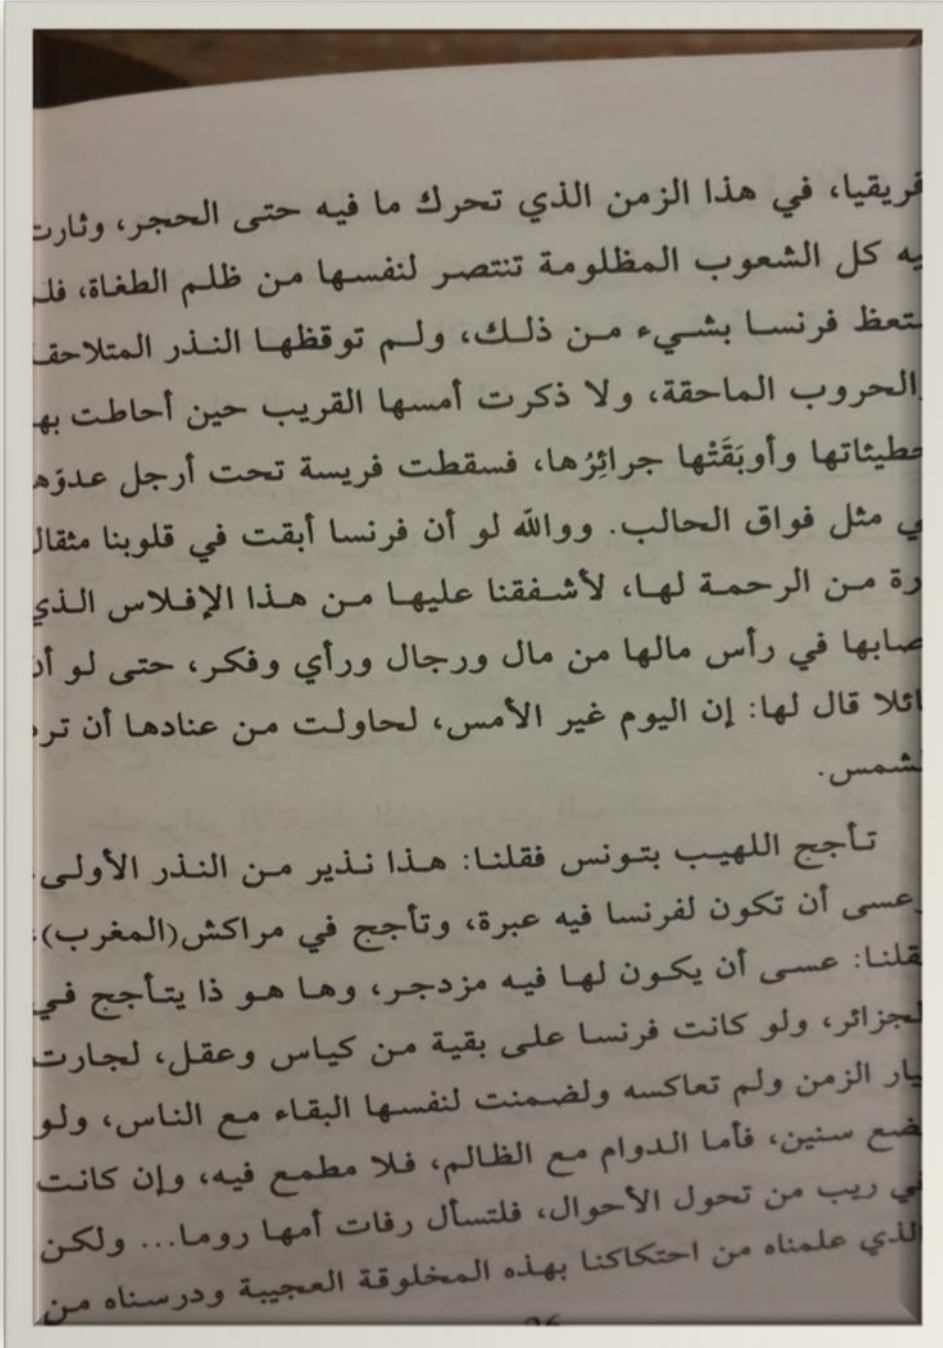 فريقيا، في هذا الزمن الذي تحرك ما فيه حتى الحجر، وثارت
يه كل الشعوب المظلومة تنتصر لنفسها من ظلم الطغاة، فلم
تعظ فرنسا بشيء من ذلك، ولم توقظها النذر المتلاحقة
الحروب الماحقة، ولا ذكرت أمسها القريب حين أحاطت بها
خطيئاتها وأوبَقَتْها جرائِرُها، فسقطت فريسة تحت أرجل عدوّها
ي مثل فواق الحالب. ووالله لو أن فرنسا أبقت في قلوبنا مثقال
رة من الرحمة لها، لأشفقنا عليها من هذا الإفلاس الذي
صابها في رأس مالها من مال ورجال ورأي وفكر، حتى لو أن
ائلا قال لها: إن اليوم غير الأمس، لحاولت من عنادها أن ترد
لشمس.
تأجج اللهيب بتونس فقلنا: هذا نذير من النذر الأولى،
وعسى أن تكون لفرنسا فيه عبرة، وتأجج في مراكش(المغرب)،
قلنا: عسى أن يكون لها فيه مزدجر، وها هو ذا يتأجج في
لجزائر، ولو كانت فرنسا على بقية من كياس وعقل، لجارت
يار الزمن ولم تعاكسه ولضمنت لنفسها البقاء مع الناس، ولو
ضع سنين، فأما الدوام مع الظالم، فلا مطمع فيه، وإن كانت
في ريب من تحول الأحوال، فلتسأل رفات أمها روما... ولكن
الذي علمناه من احتكاكنا بهذه المخلوقة العجيبة ودرسناه من